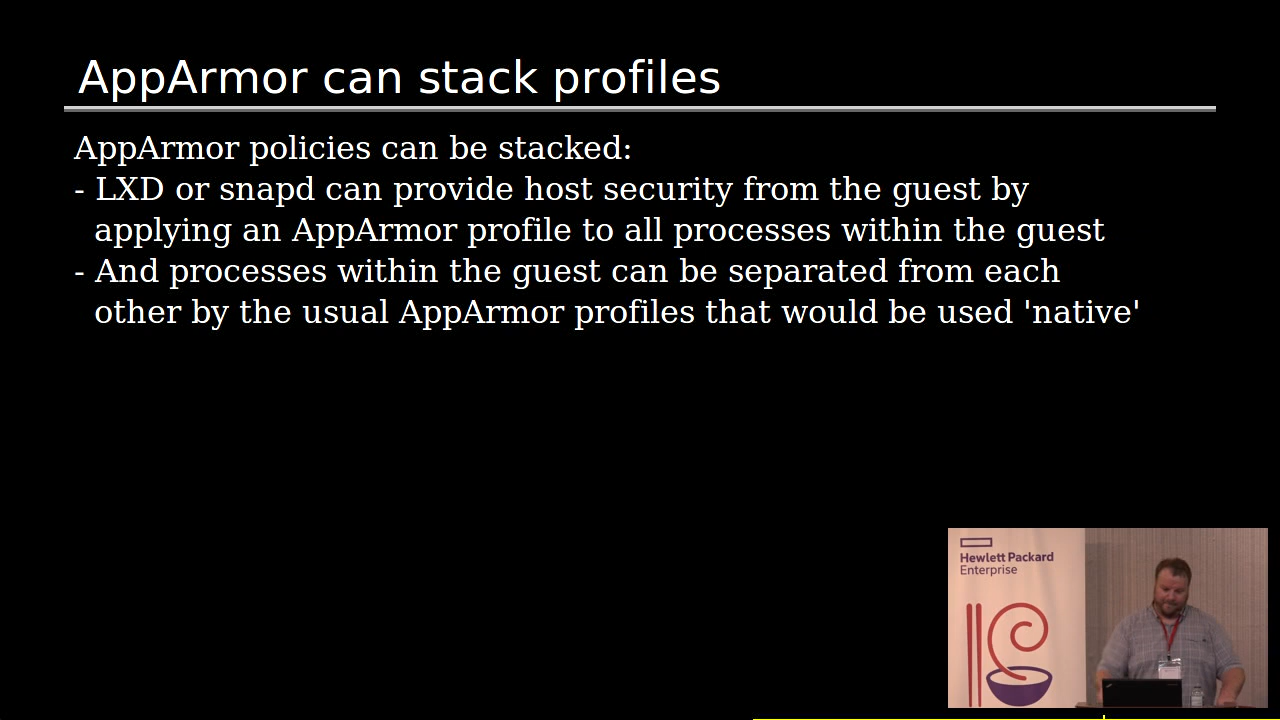 AppArmor can stack profiles
AppArmor policies can be stacked:
- LXD or snapd can provide host security from the guest by
applying an AppArmor profile to all processes within the guest
- And processes within the guest can be separated from each
other by the usual AppArmor profiles that would be used 'native'
Hewlett Packard
Enterprise